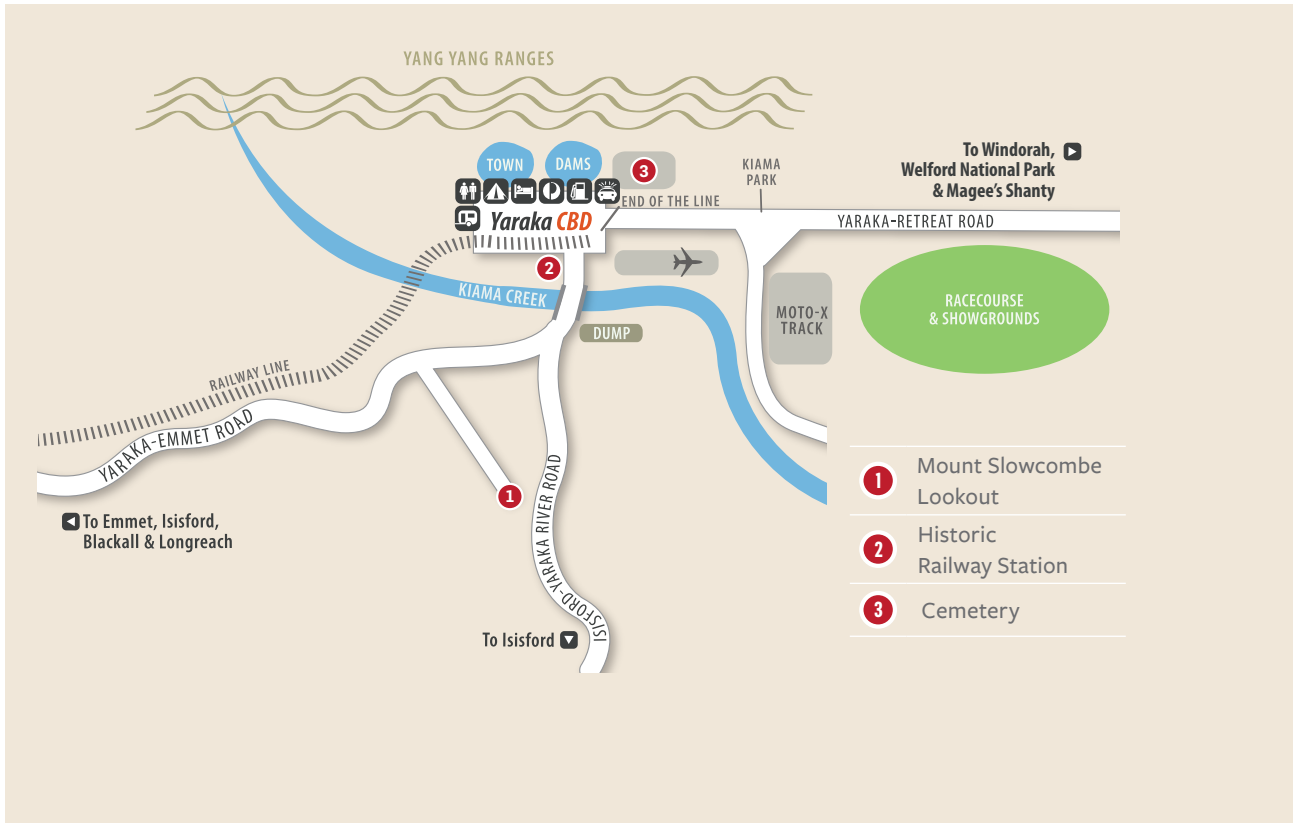 YANG YANG RANGES
TOWN
DAMS
3
KIAMA
PARK
To Windorah,
Welford National Park
& Magee's Shanty
END OF THE LINE
Yaraka CBD
YARAKA-RETREAT ROAD
2
KIAMA CREEK
RACECOURSE
& SHOWGROUNDS
MOTO-X
TRACK
DUMP
RAILWAY LINE
YARAKA-EMMET ROAD
1
ISISFORD-YARAKA RIVER ROAD
To Emmet, Isisford,
Blackall & Longreach
To Isisford
1
Mount Slowcombe
Lookout
2
Historic
Railway Station
3
Cemetery